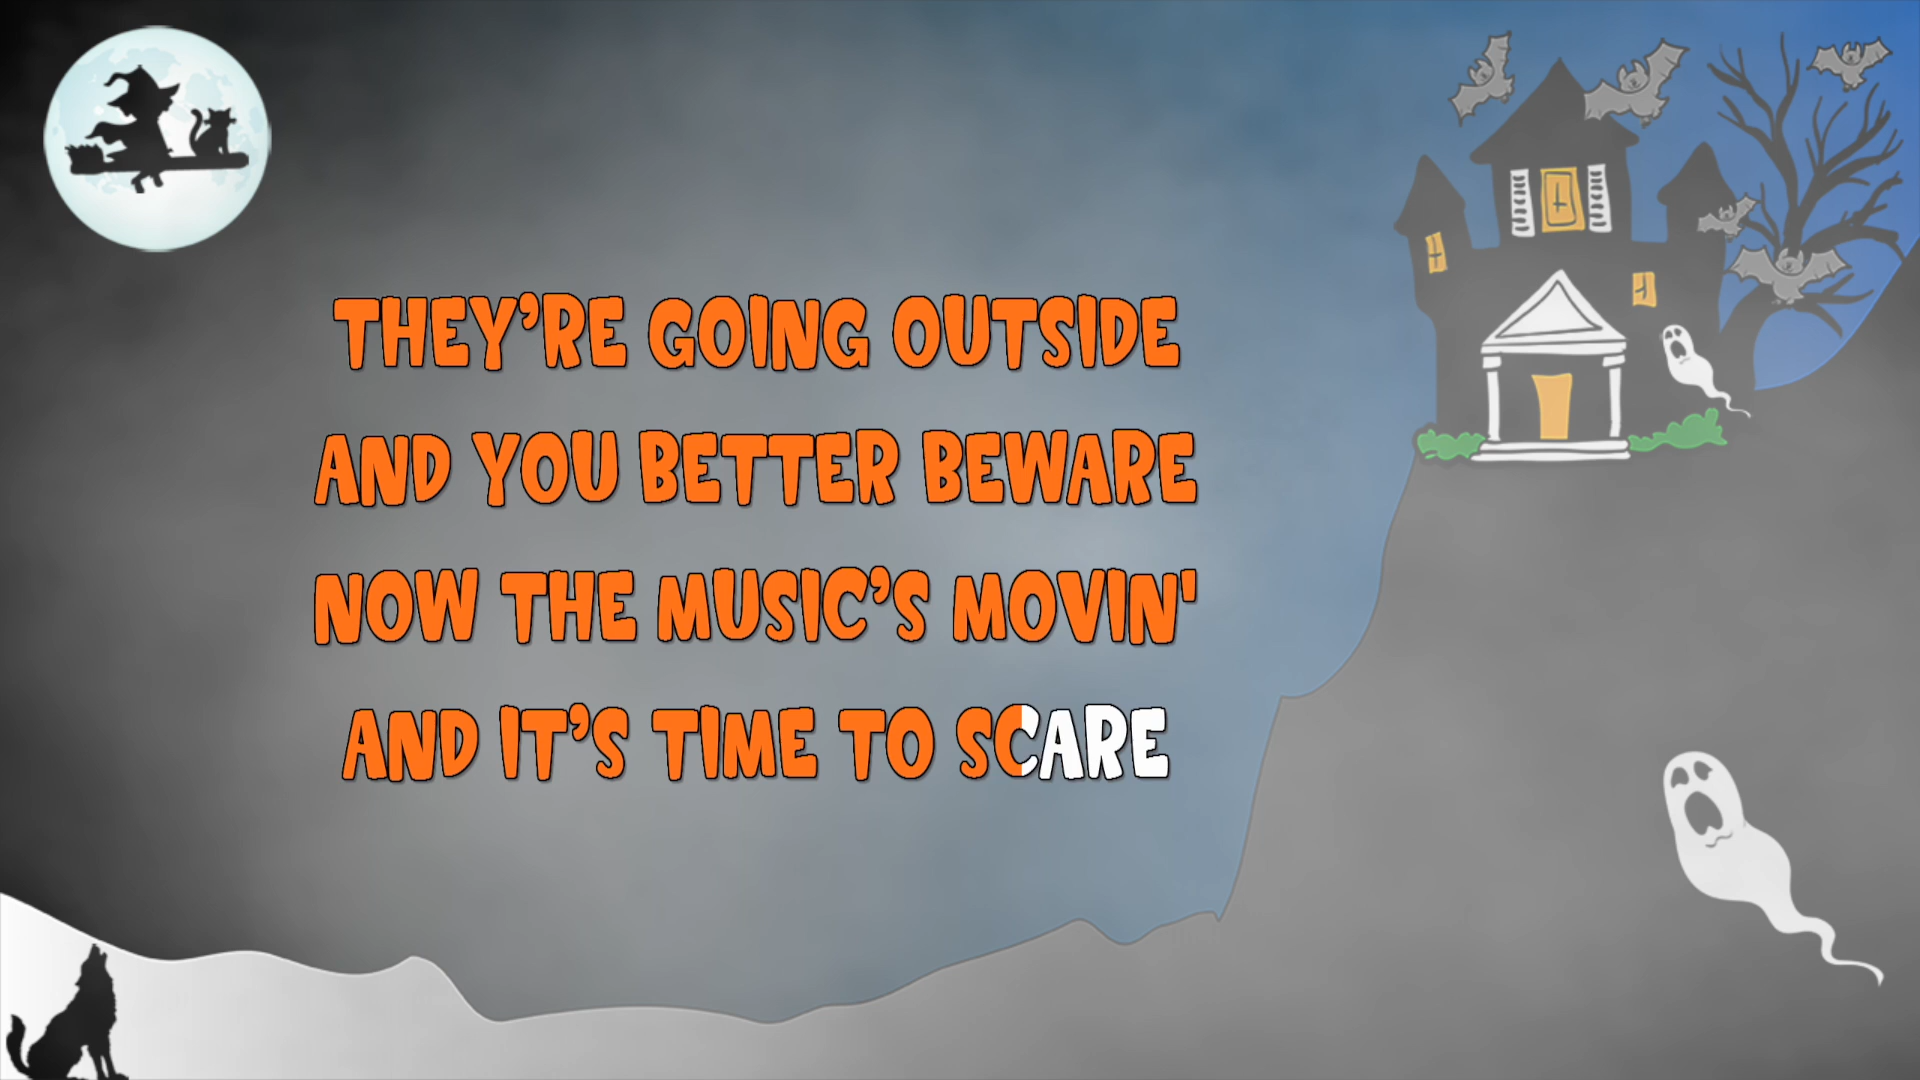 THEY’RE GOING OUTSIDE
AND YOU BETTER BEWARE
NOW THE MUSIC’S MOVIN'
AND IT’S TIME TO SCARE